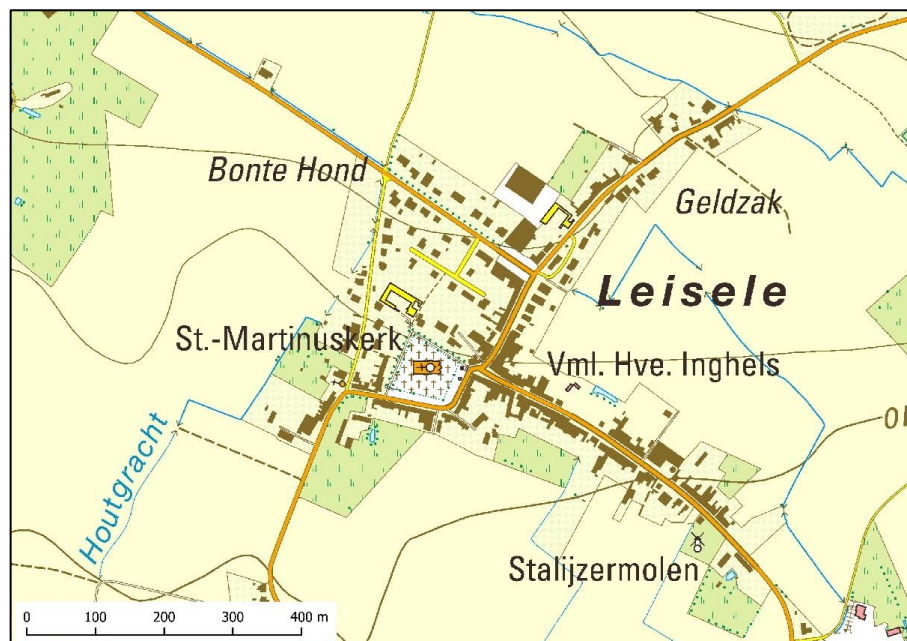 Bonte Hond
Geldzak
Leisele
St.-Martinuskerk
Vml. Hve. Inghels
Houtgracht
Stalijzermolen
0 100 200 300 400 m